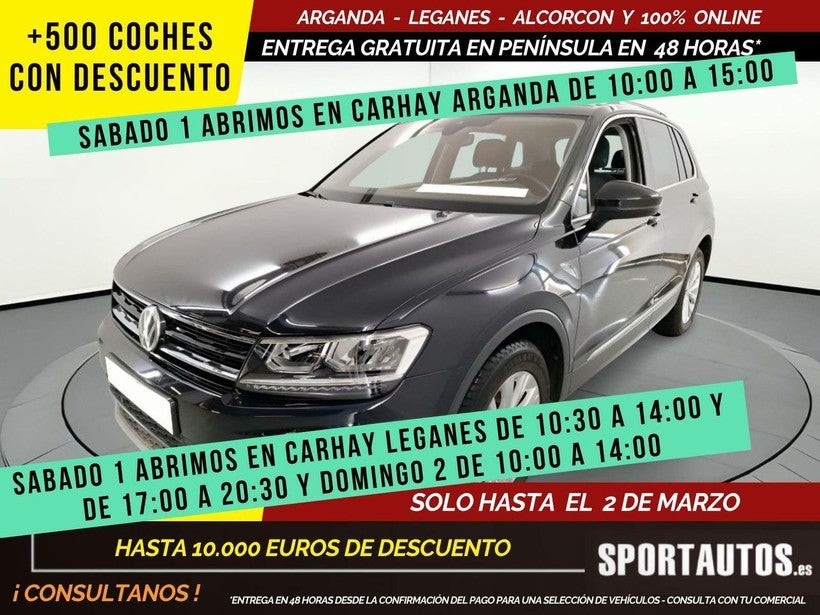 +500 COCHES
CON DESCUENTO
ARGANDA - LEGANES - ALCORCON Y 100% ONLINE
ENTREGA GRATUITA EN PENÍNSULA EN 48 HORAS*
SABADO 1 ABRIMOS EN CARHAY ARGANDA DE 10:00 A 15:00
SABADO 1 ABRIMOS EN CARHAY LEGANES DE 10:30 A 14:00 Y
DE 17:00 A 20:30 Y DOMINGO 2 DE 10:00 A 14:00
SOLO HASTA EL 2 DE MARZO
HASTA 10.000 EUROS DE DESCUENTO
SPORTAUTOS.es
¡ CONSULTANOS !
*ENTREGA EN 48 HORAS DESDE LA CONFIRMACIÓN DEL PAGO PARA UNA SELECCIÓN DE VEHÍCULOS - CONSULTA CON TU COMERCIAL